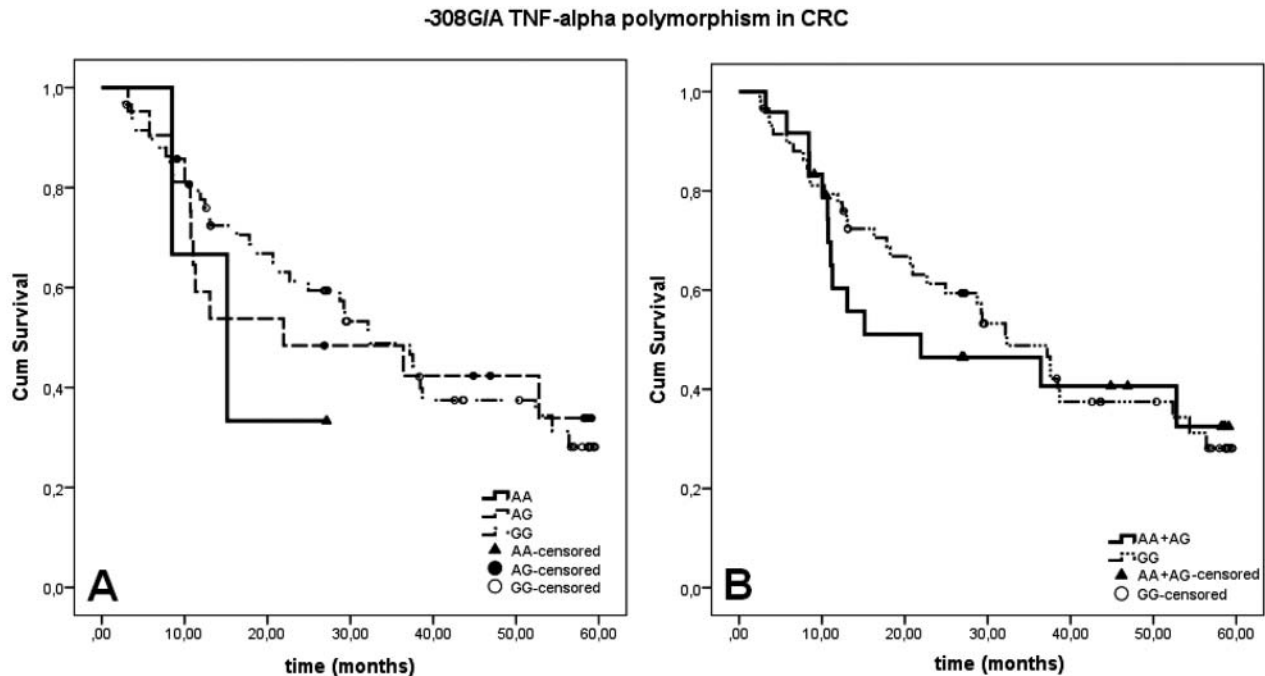 -308G/A TNF-alpha polymorphism in CRC
Cum Survival
1,0
0,8
0,6
0,4
0,2
0,0
AA
AG
GG
AA-censored
AG-censored
GG-censored
A
,00 10,00 20,00 30,00 40,00 50,00 60,00
time (months)
Cum Survival
1,0
0,8
0,6
0,4
0,2
0,0
AA+AG
GG
AA+AG-censored
GG-censored
B
,00 10,00 20,00 30,00 40,00 50,00 60,00
time (months)